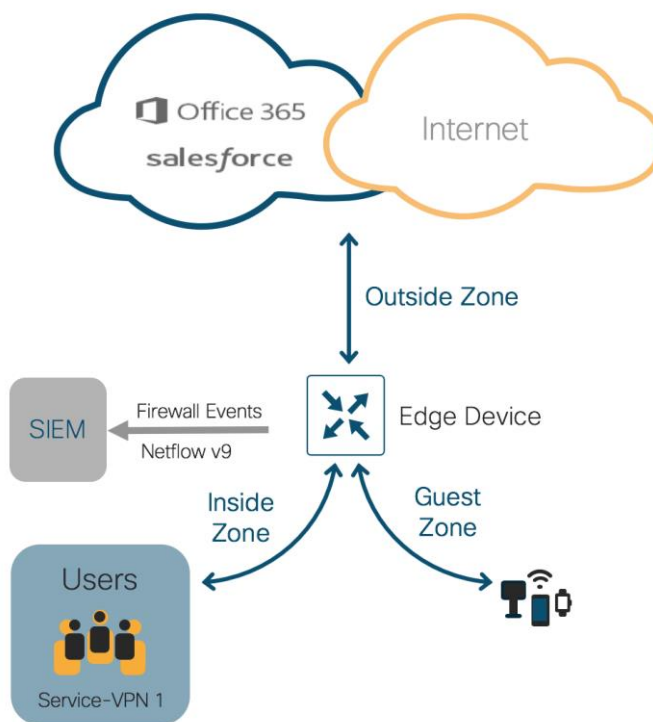 Office 365
salesforce
Internet
Outside Zone
SIEM
Firewall Events
Netflow v9
Edge Device
Inside
Zone
Guest
Zone
Users
Service-VPN 1